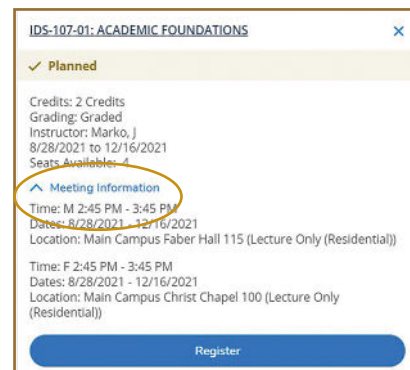 IDS-107-01: ACADEMIC FOUNDATIONS
Planned
Credits: 2 Credits
Grading: Graded
Instructor: Marko, J
8/28/2021 to 12/16/2021
Seats Available: 4
Meeting Information
Time: M 2:45 PM - 3:45 PM
Dates: 8/28/2021 - 12/16/2021
Location: Main Campus Faber Hall 115 (Lecture Only (Residential))
Time: F 2:45 PM - 3:45 PM
Dates: 8/28/2021 - 12/16/2021
Location: Main Campus Christ Chapel 100 (Lecture Only
(Residential))
Register